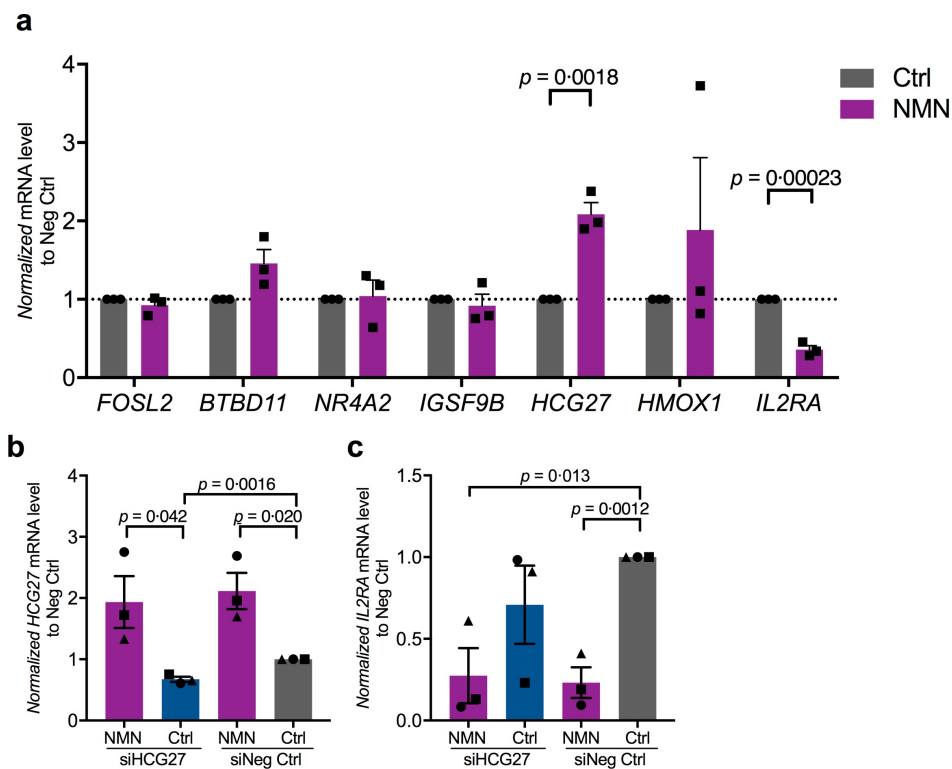 a
Normalized mRNA level
to Neg Ctrl
4
3
2
1
0
p = 0·0018
p = 0·00023
Ctrl
NMN
FOSL2 BTBD11 NR4A2 IGSF9B HCG27 HMOX1 IL2RA
b
Normalized HCG27 mRNA level
to Neg Ctrl
4
3
2
1
0
p = 0·0016
p = 0·042 p = 0·020
NMN Ctrl NMN Ctrl
siHCG27 siNeg Ctrl
c
Normalized IL2RA mRNA level
to Neg Ctrl
1.5
1.0
0.5
0.0
p = 0·013
p = 0·0012
NMN Ctrl NMN Ctrl
siHCG27 siNeg Ctrl